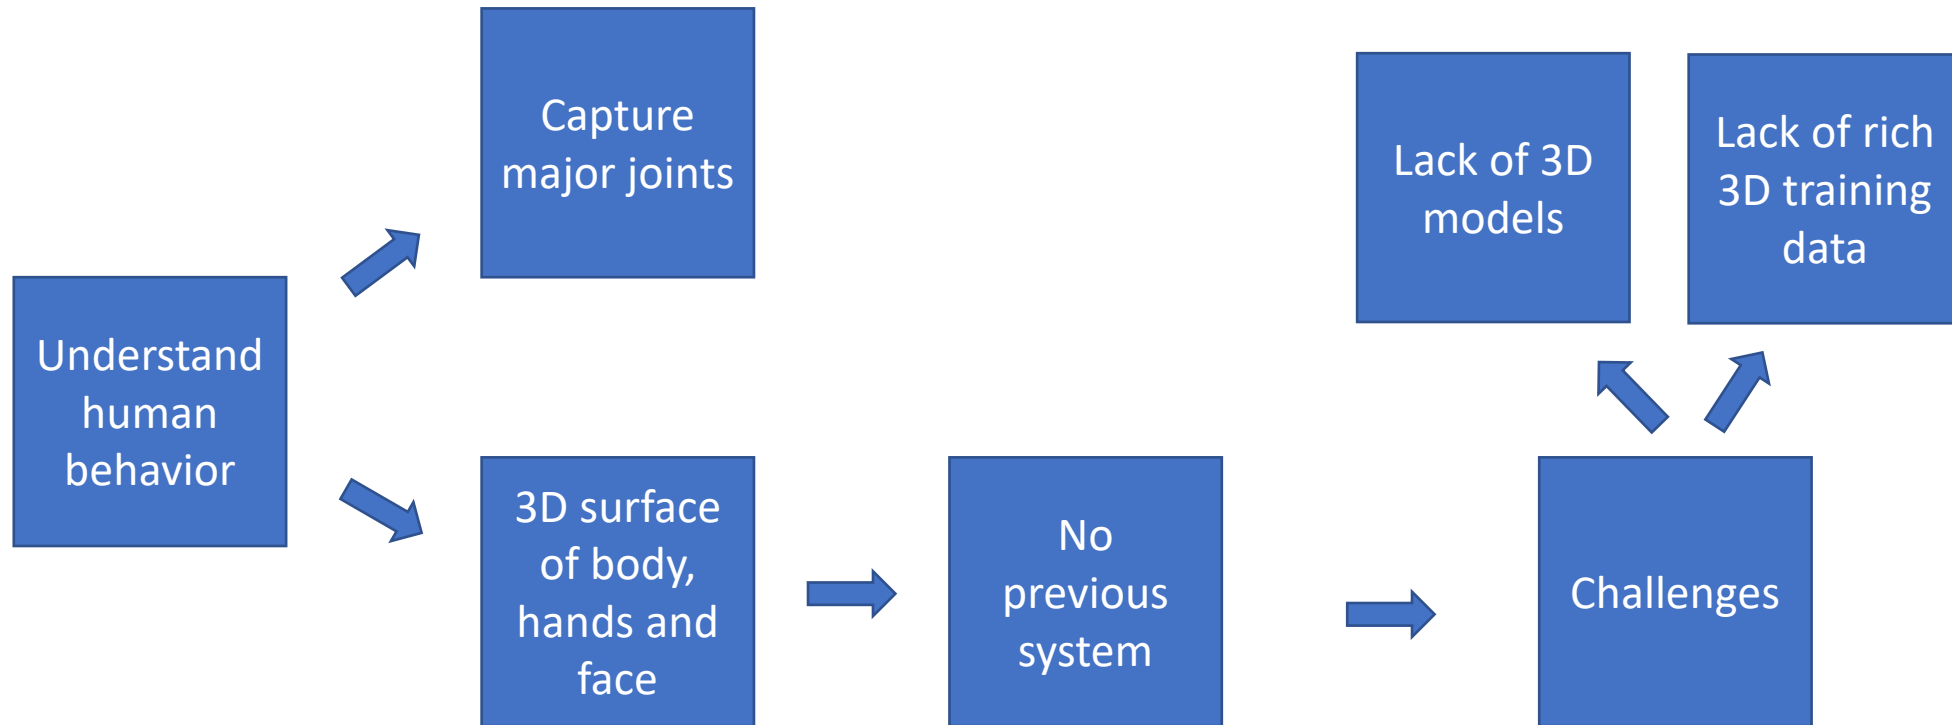 Understand
human
behavior
Capture
major joints
3D surface
of body,
hands and
face
No
previous
system
Challenges
Lack of 3D
models
Lack of rich
3D training
data